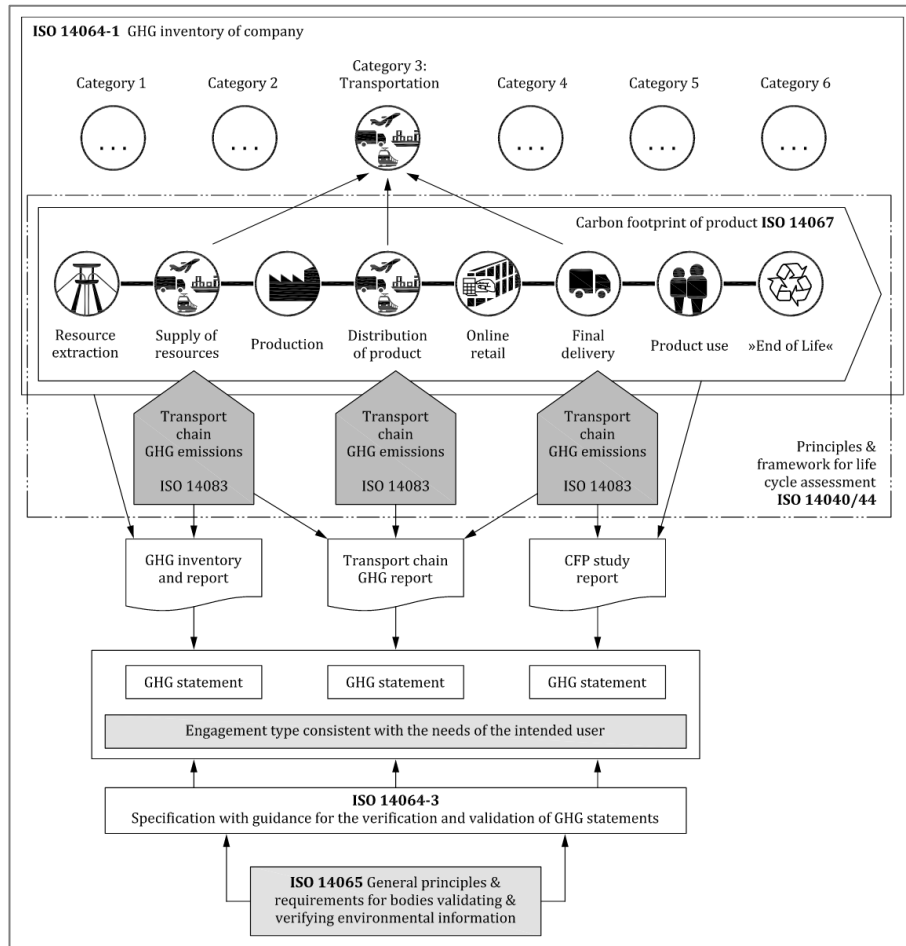 ISO 14064-1 GHG inventory of company
Category 1
Category 2
Category 3:
Transportation
Category 4
Category 5
Category 6
...
...
...
...
...
Carbon footprint of product ISO 14067
Resource
extraction
Supply of
resources
Production
Distribution
of product
Online
retail
Final
delivery
Product use
»End of Life«
Transport
chain
GHG emissions
ISO 14083
Transport
chain
GHG emissions
ISO 14083
Transport
chain
GHG emissions
ISO 14083
Principles &
framework for life
cycle assessment
ISO 14040/44
GHG inventory
and report
Transport chain
GHG report
CFP study
report
GHG statement
GHG statement
GHG statement
Engagement type consistent with the needs of the intended user
ISO 14064-3
Specification with guidance for the verification and validation of GHG statements
ISO 14065 General principles &
requirements for bodies validating &
verifying environmental information